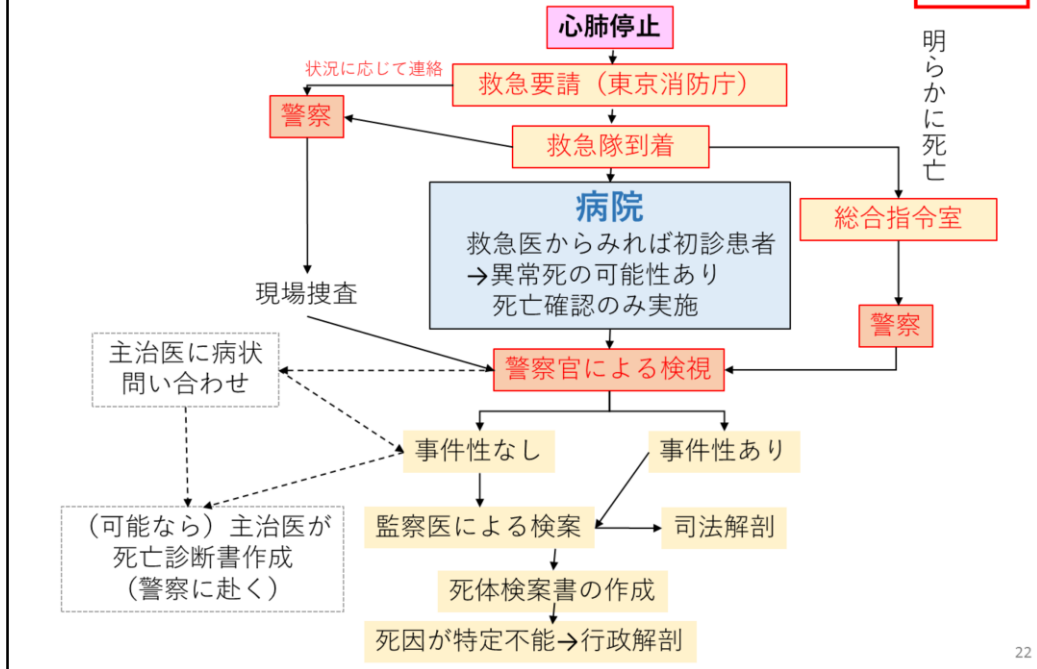 心肺停止
状況に応じて連絡
救急要請（東京消防庁）
警察
救急隊到着
明らかに死亡
病院
救急医からみれば初診患者
→異常死の可能性あり
死亡確認のみ実施
総合指令室
現場捜査
警察
主治医に病状
問い合わせ
警察官による検視
事件性なし
事件性あり
（可能なら）主治医が
死亡診断書作成
（警察に赴く）
監察医による検案
司法解剖
死体検案書の作成
死因が特定不能→行政解剖
22